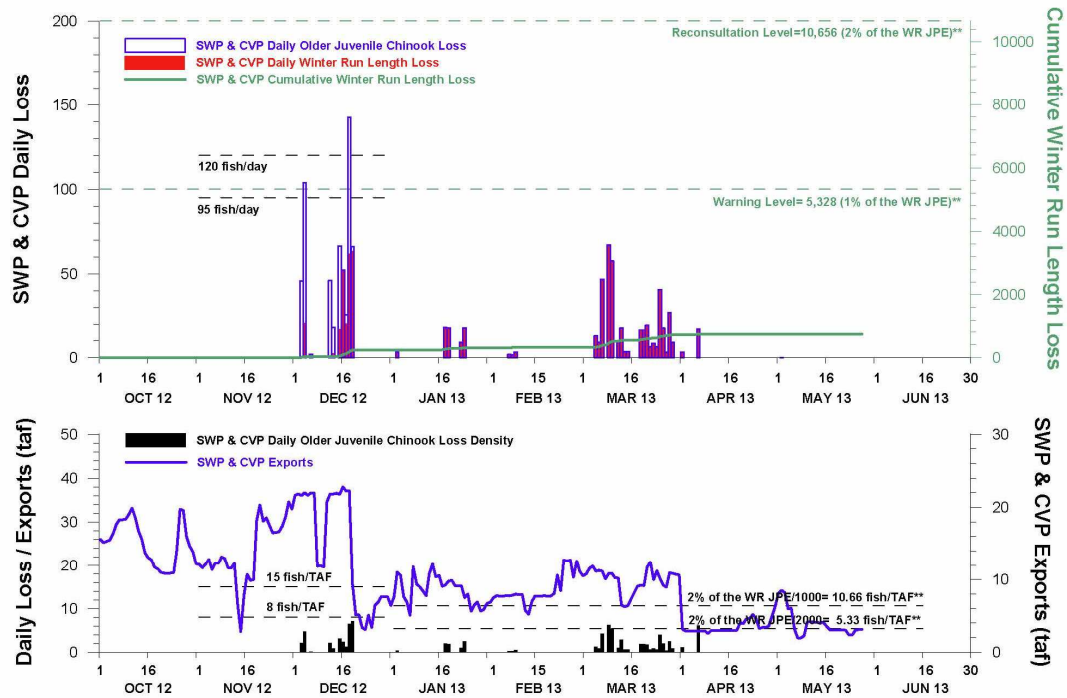 SWP & CVP Daily Loss
200
150
100
50
0
SWP & CVP Daily Older Juvenile Chinook Loss
SWP & CVP Daily Winter Run Length Loss
SWP & CVP Cumulative Winter Run Length Loss
Reconsultation Level=10,656 (2% of the WR JPE)**
120 fish/day
95 fish/day
Warning Level= 5,328 (1% of the WR JPE)**
10000
8000
6000
4000
2000
0
Cumulative Winter Run Length Loss
1 16 1 16 1 16 1 16 1 15 1 16 1 16 1 16 1 16 30
OCT 12 NOV 12 DEC 12 JAN 13 FEB 13 MAR 13 APR 13 MAY 13 JUN 13
Daily Loss / Exports (taf)
50
40
30
20
10
0
SWP & CVP Daily Older Juvenile Chinook Loss Density
SWP & CVP Exports
15 fish/TAF
8 fish/TAF
2% of the WR JPE/1000= 10.66 fish/TAF**
2% of the WR JPE/2000= 5.33 fish/TAF**
30
20
10
0
SWP & CVP Exports (taf)
1 16 1 16 1 16 1 16 1 15 1 16 1 16 1 16 1 16 30
OCT 12 NOV 12 DEC 12 JAN 13 FEB 13 MAR 13 APR 13 MAY 13 JUN 13